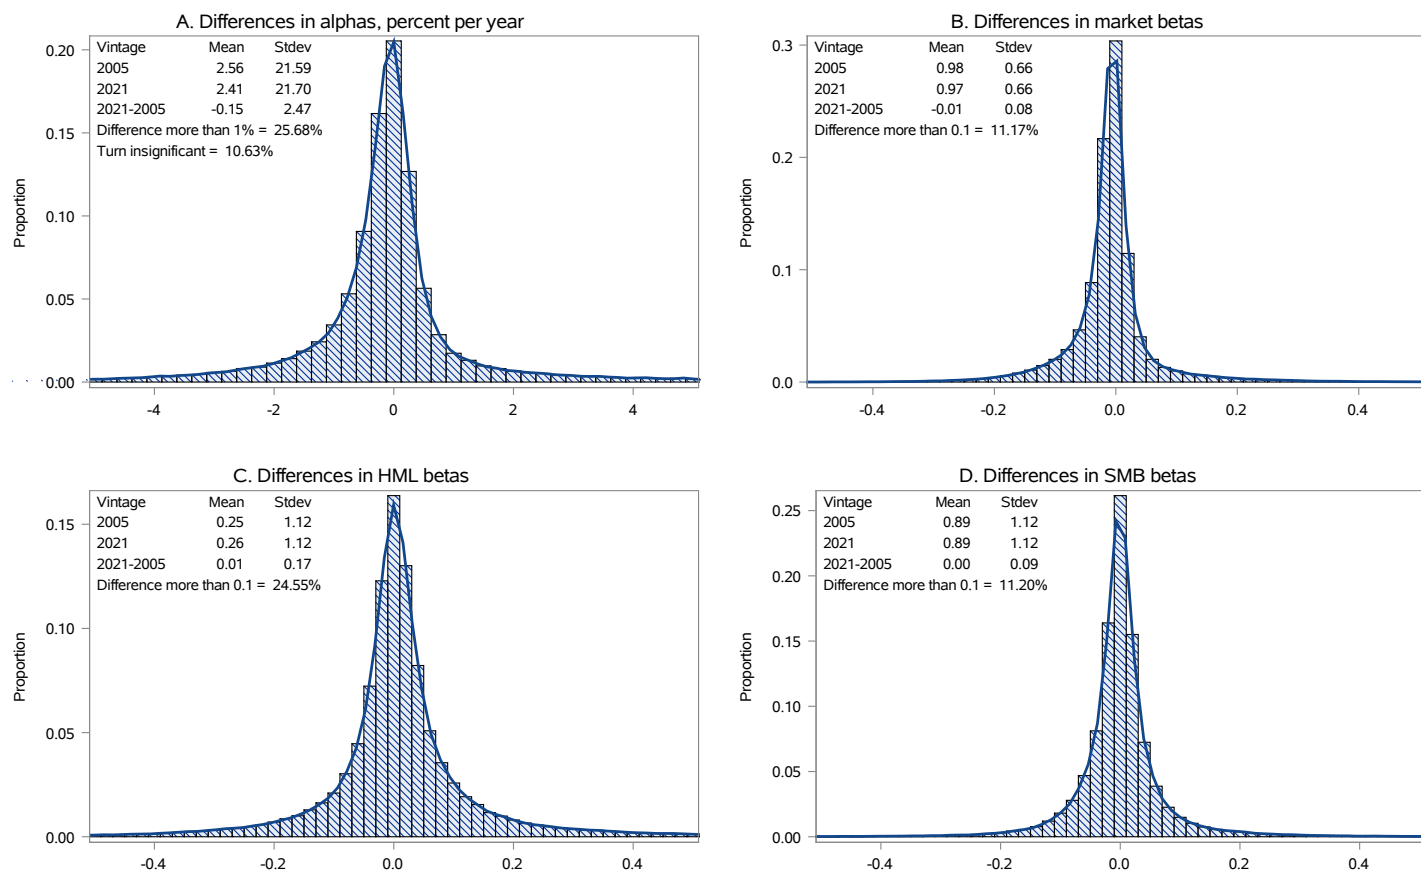 A. Differences in alphas, percent per year
Vintage Mean Stdev
2005 2.56 21.59
2021 2.41 21.70
2021-2005 -0.15 2.47
Difference more than 1% = 25.68%
Turn insignificant = 10.63%
Proportion
0.20
0.15
0.10
0.05
0.00
-4 -2 0 2 4
B. Differences in market betas
Vintage Mean Stdev
2005 0.98 0.66
2021 0.97 0.66
2021-2005 -0.01 0.08
Difference more than 0.1 = 11.17%
Proportion
0.3
0.2
0.1
0.0
-0.4 -0.2 0.0 0.2 0.4
C. Differences in HML betas
Vintage Mean Stdev
2005 0.25 1.12
2021 0.26 1.12
2021-2005 0.01 0.17
Difference more than 0.1 = 24.55%
Proportion
0.15
0.10
0.05
0.00
-0.4 -0.2 0.0 0.2 0.4
D. Differences in SMB betas
Vintage Mean Stdev
2005 0.89 1.12
2021 0.89 1.12
2021-2005 0.00 0.09
Difference more than 0.1 = 11.20%
Proportion
0.25
0.20
0.15
0.10
0.05
0.00
-0.4 -0.2 0.0 0.2 0.4